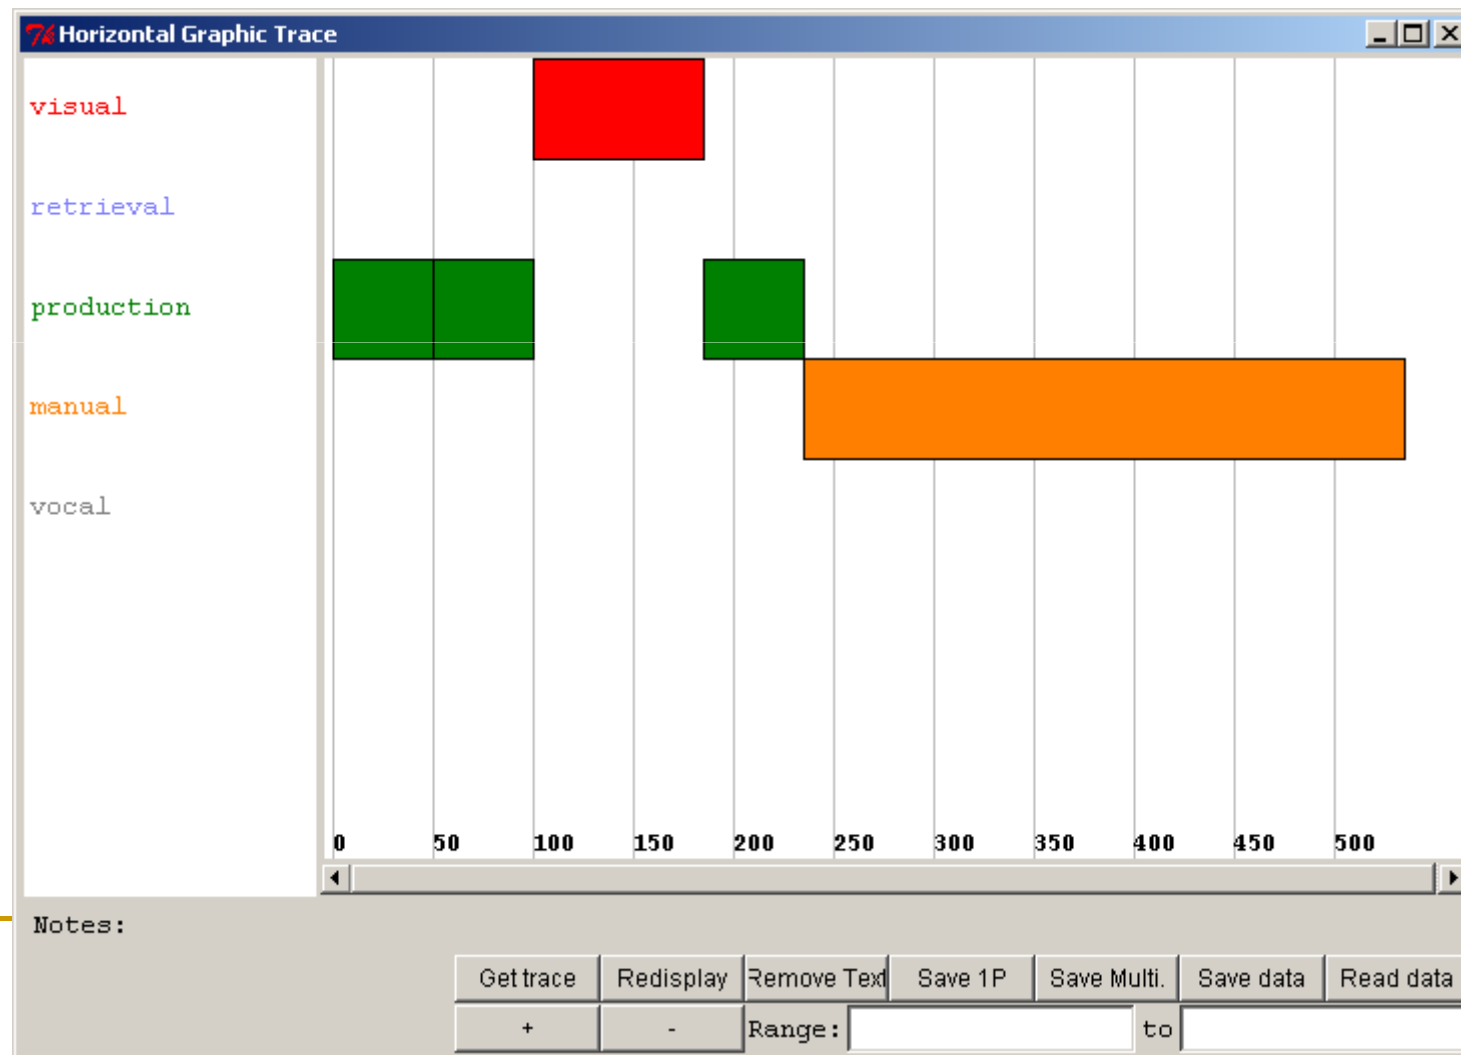 Horizontal Graphic Trace
visual
retrieval
production
manual
vocal
0 50 100 150 200 250 300 350 400 450 500
Notes:
Get trace Redisplay Remove Text Save 1P Save Multi. Save data Read data
+ - Range: to